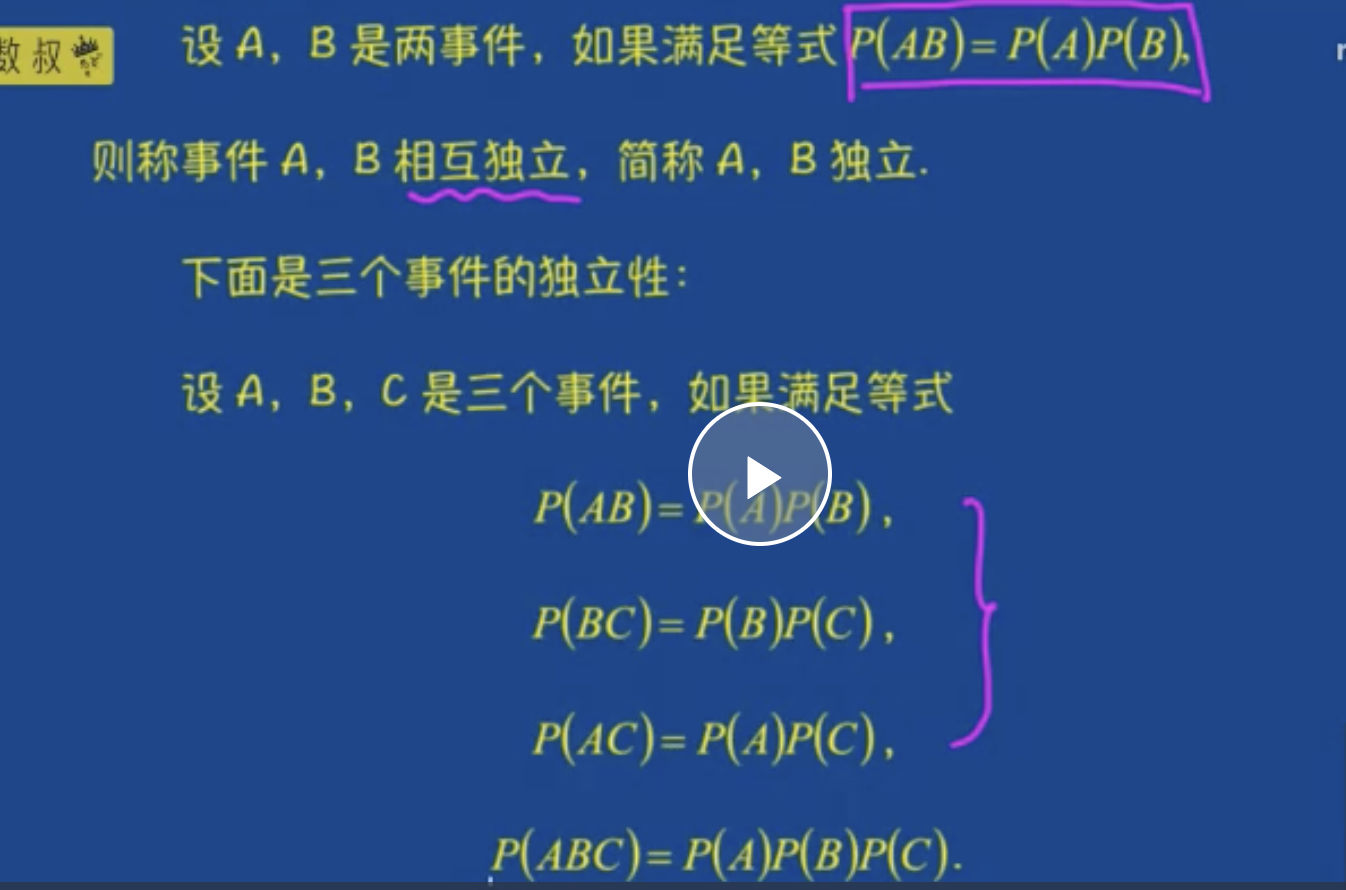 数叔
设 A，B 是两事件，如果满足等式 P(AB)= P(A)P(B),
则称事件 A，B 相互独立，简称 A，B 独立.
下面是三个事件的独立性：
设 A，B，C 是三个事件，如果满足等式
P(AB)= P(A)P(B) ,
P(BC)= P(B)P(C) ,
P(AC)= P(A)P(C) ,
P(ABC)= P(A)P(B)P(C).